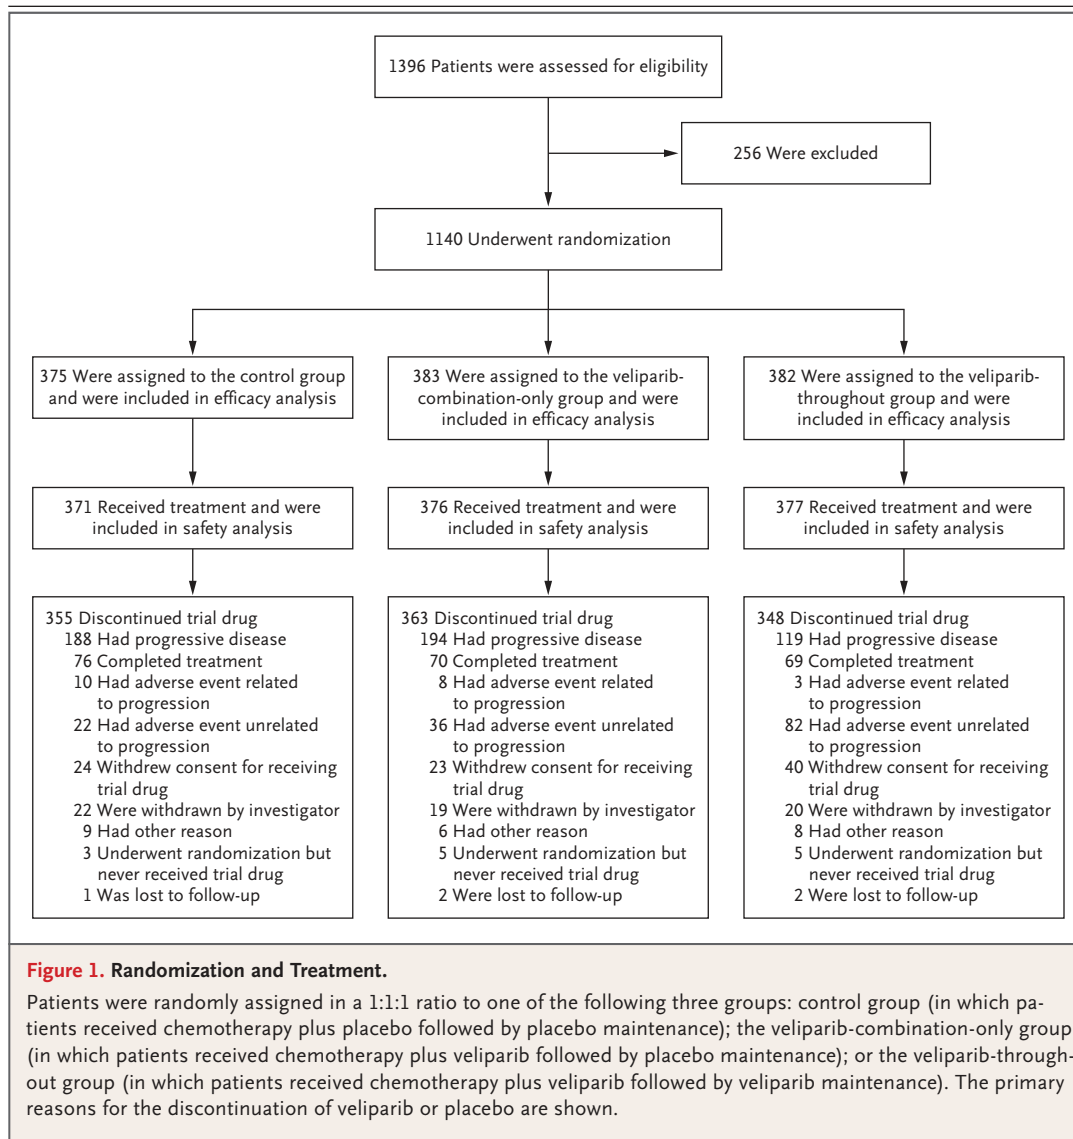 1396 Patients were assessed for eligibility
256 Were excluded
1140 Underwent randomization
375 Were assigned to the control group
and were included in efficacy analysis
383 Were assigned to the veliparib-
combination-only group and were
included in efficacy analysis
382 Were assigned to the veliparib-
throughout group and were
included in efficacy analysis
371 Received treatment and were
included in safety analysis
376 Received treatment and were
included in safety analysis
377 Received treatment and were
included in safety analysis
355 Discontinued trial drug
188 Had progressive disease
76 Completed treatment
10 Had adverse event related
to progression
22 Had adverse event unrelated
to progression
24 Withdrew consent for receiving
trial drug
22 Were withdrawn by investigator
9 Had other reason
3 Underwent randomization but
never received trial drug
1 Was lost to follow-up
363 Discontinued trial drug
194 Had progressive disease
70 Completed treatment
8 Had adverse event related
to progression
36 Had adverse event unrelated
to progression
23 Withdrew consent for receiving
trial drug
19 Were withdrawn by investigator
6 Had other reason
5 Underwent randomization but
never received trial drug
2 Were lost to follow-up
348 Discontinued trial drug
119 Had progressive disease
69 Completed treatment
3 Had adverse event related
to progression
82 Had adverse event unrelated
to progression
40 Withdrew consent for receiving
trial drug
20 Were withdrawn by investigator
8 Had other reason
5 Underwent randomization but
never received trial drug
2 Were lost to follow-up
Figure 1. Randomization and Treatment.
Patients were randomly assigned in a 1:1:1 ratio to one of the following three groups: control group (in which pa-
tients received chemotherapy plus placebo followed by placebo maintenance); the veliparib-combination-only group
(in which patients received chemotherapy plus veliparib followed by placebo maintenance); or the veliparib-through-
out group (in which patients received chemotherapy plus veliparib followed by veliparib maintenance). The primary
reasons for the discontinuation of veliparib or placebo are shown.